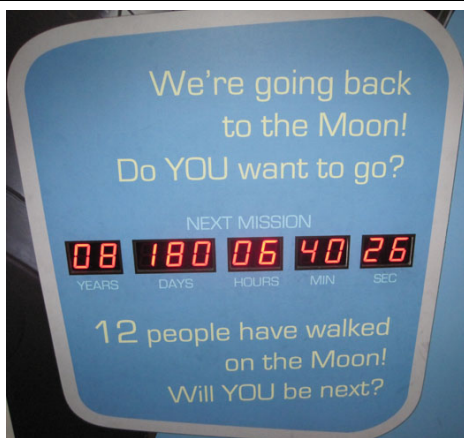 We're going back
to the Moon!
Do YOU want to go?
NEXT MISSION
08 180 06 40 26
YEARS DAYS HOURS MIN SEC
12 people have walked
on the Moon!
Will YOU be next?